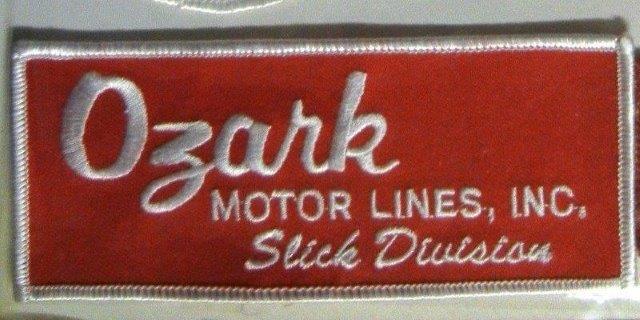 Ozark
MOTOR LINES, INC.
Slick Division